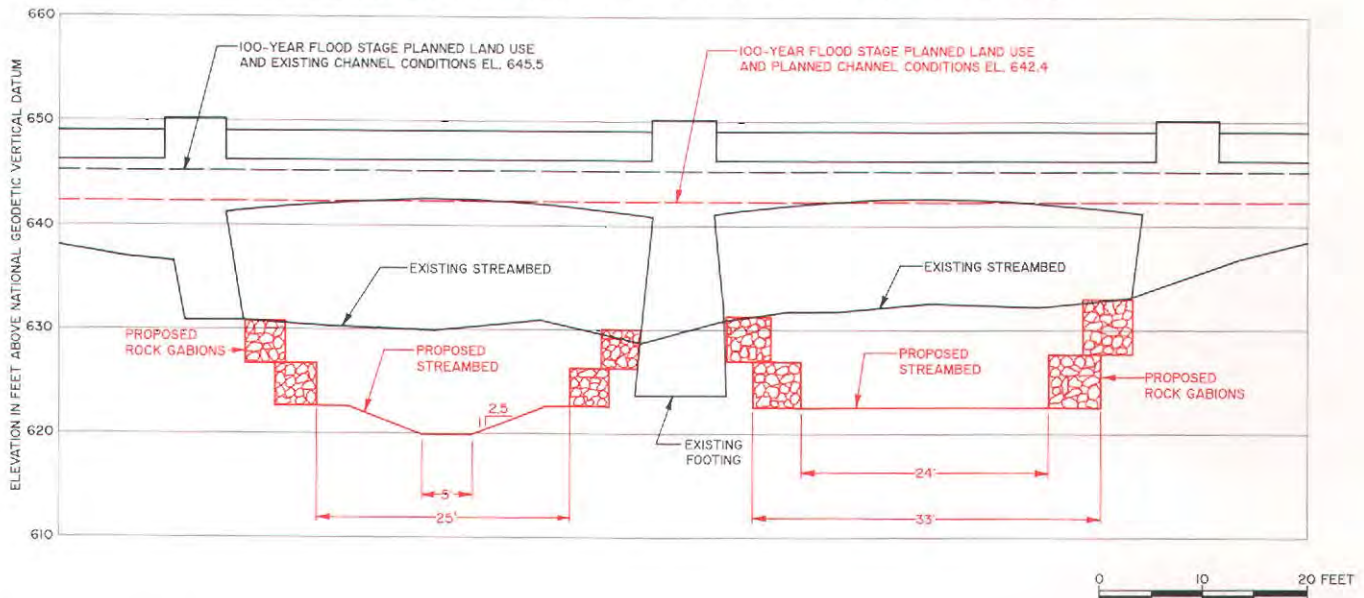 660
100-YEAR FLOOD STAGE PLANNED LAND USE
AND EXISTING CHANNEL CONDITIONS EL. 645.5
100-YEAR FLOOD STAGE PLANNED LAND USE
AND PLANNED CHANNEL CONDITIONS EL. 642.4
ELEVATION IN FEET ABOVE NATIONAL GEODETIC VERTICAL DATUM
650
640
EXISTING STREAMBED
EXISTING STREAMBED
630
PROPOSED
ROCK GABIONS
PROPOSED
STREAMBED
PROPOSED
STREAMBED
PROPOSED
ROCK GABIONS
2.5
1
620
EXISTING
FOOTING
24'
5'
25'
33'
610
0 10 20 FEET